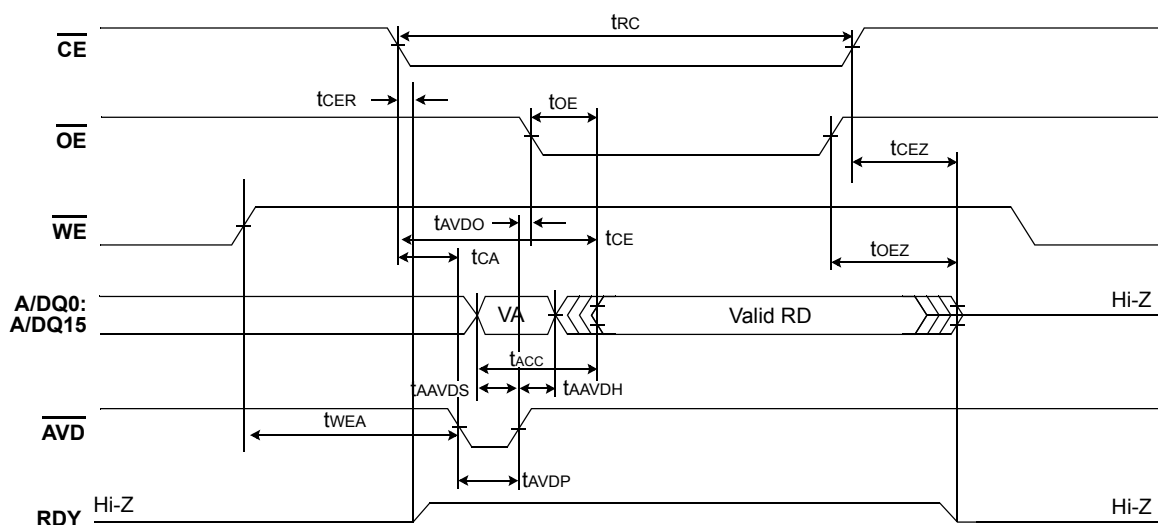 CE
tRC
tCER
tOE
OE
tCEZ
WE
tAVDO
tCE
tCA
tOEZ
A/DQ0:
A/DQ15
VA
Valid RD
Hi-Z
tACC
tAAVDS
tAAVDH
AVD
tWEA
tAVDP
Hi-Z
Hi-Z
RDY